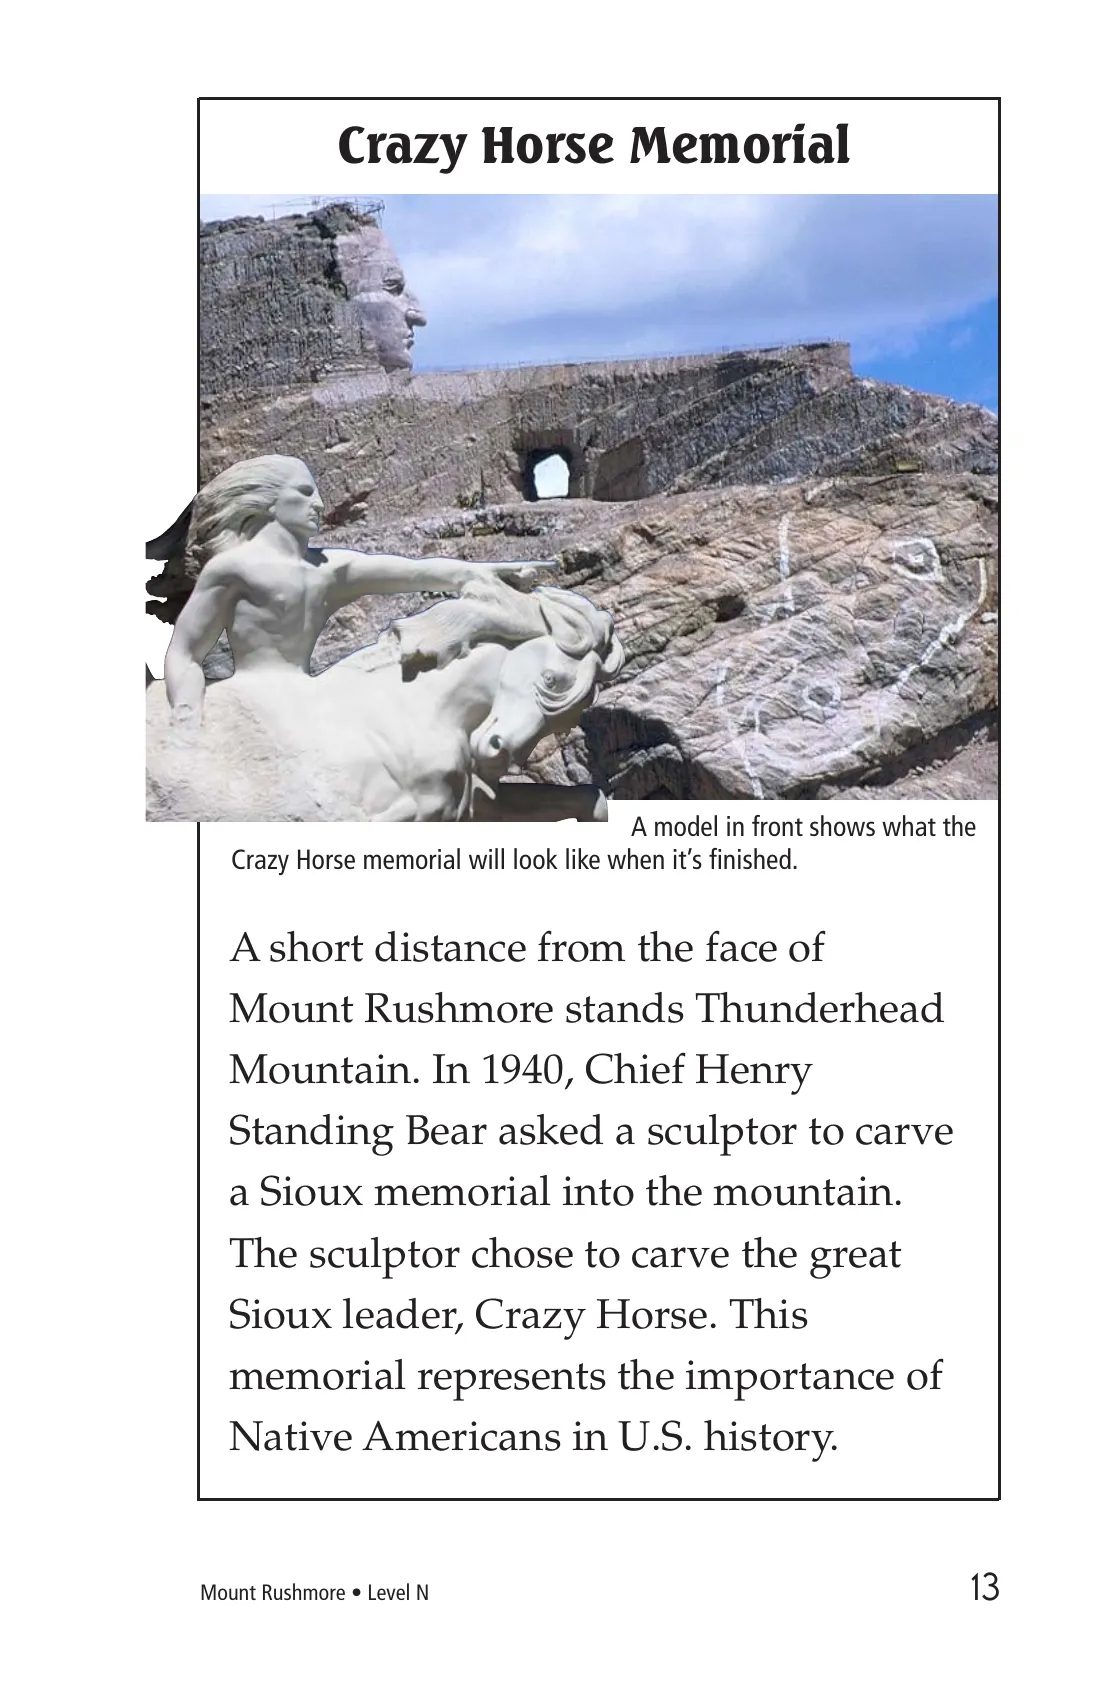 Crazy Horse Memorial
A model in front shows what the
Crazy Horse memorial will look like when it’s finished.
A short distance from the face of
Mount Rushmore stands Thunderhead
Mountain. In 1940, Chief Henry
Standing Bear asked a sculptor to carve
a Sioux memorial into the mountain.
The sculptor chose to carve the great
Sioux leader, Crazy Horse. This
memorial represents the importance of
Native Americans in U.S. history.
Mount Rushmore • Level N
13